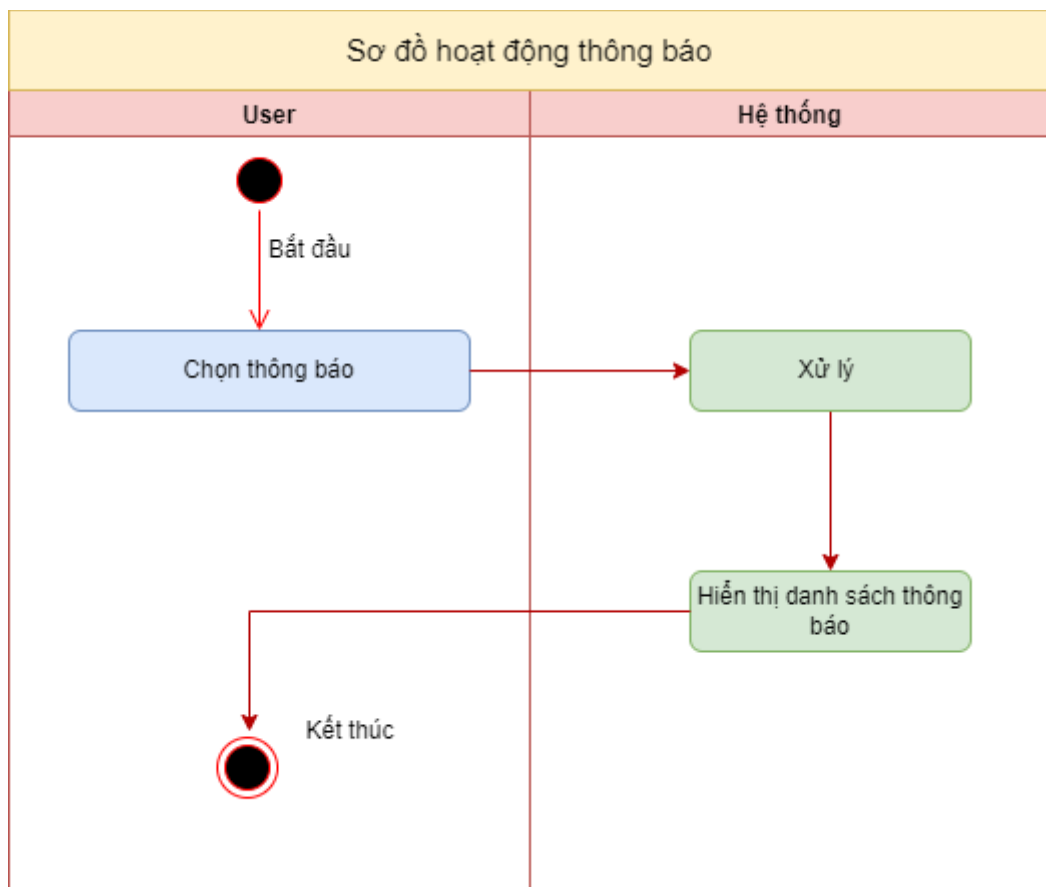 Sơ đồ hoạt động thông báo
User
Hệ thống
Bắt đầu
Chọn thông báo
Xử lý
Hiển thị danh sách thông
báo
Kết thúc